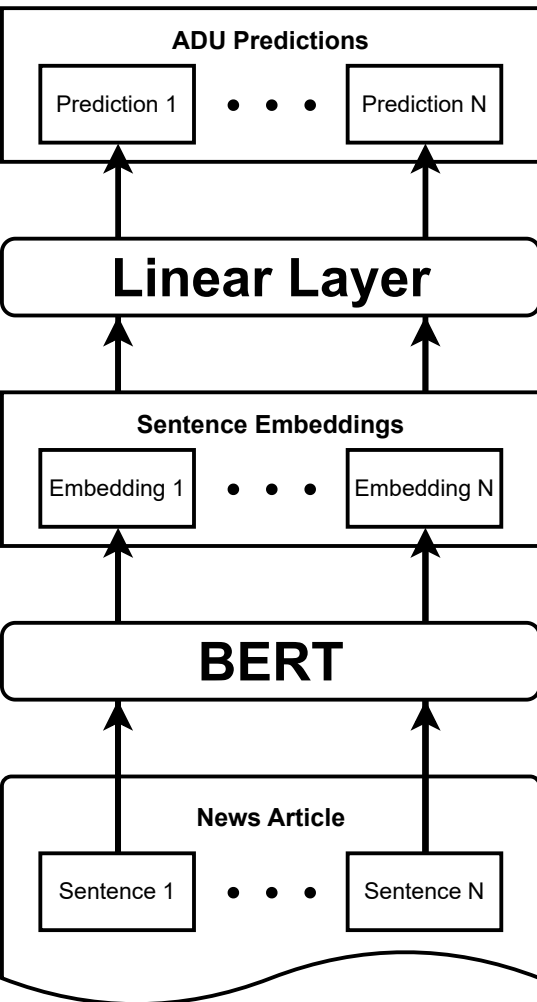 ADU Predictions
Prediction 1 • • • Prediction N
Linear Layer
Sentence Embeddings
Embedding 1 • • • Embedding N
BERT
News Article
Sentence 1 • • • Sentence N